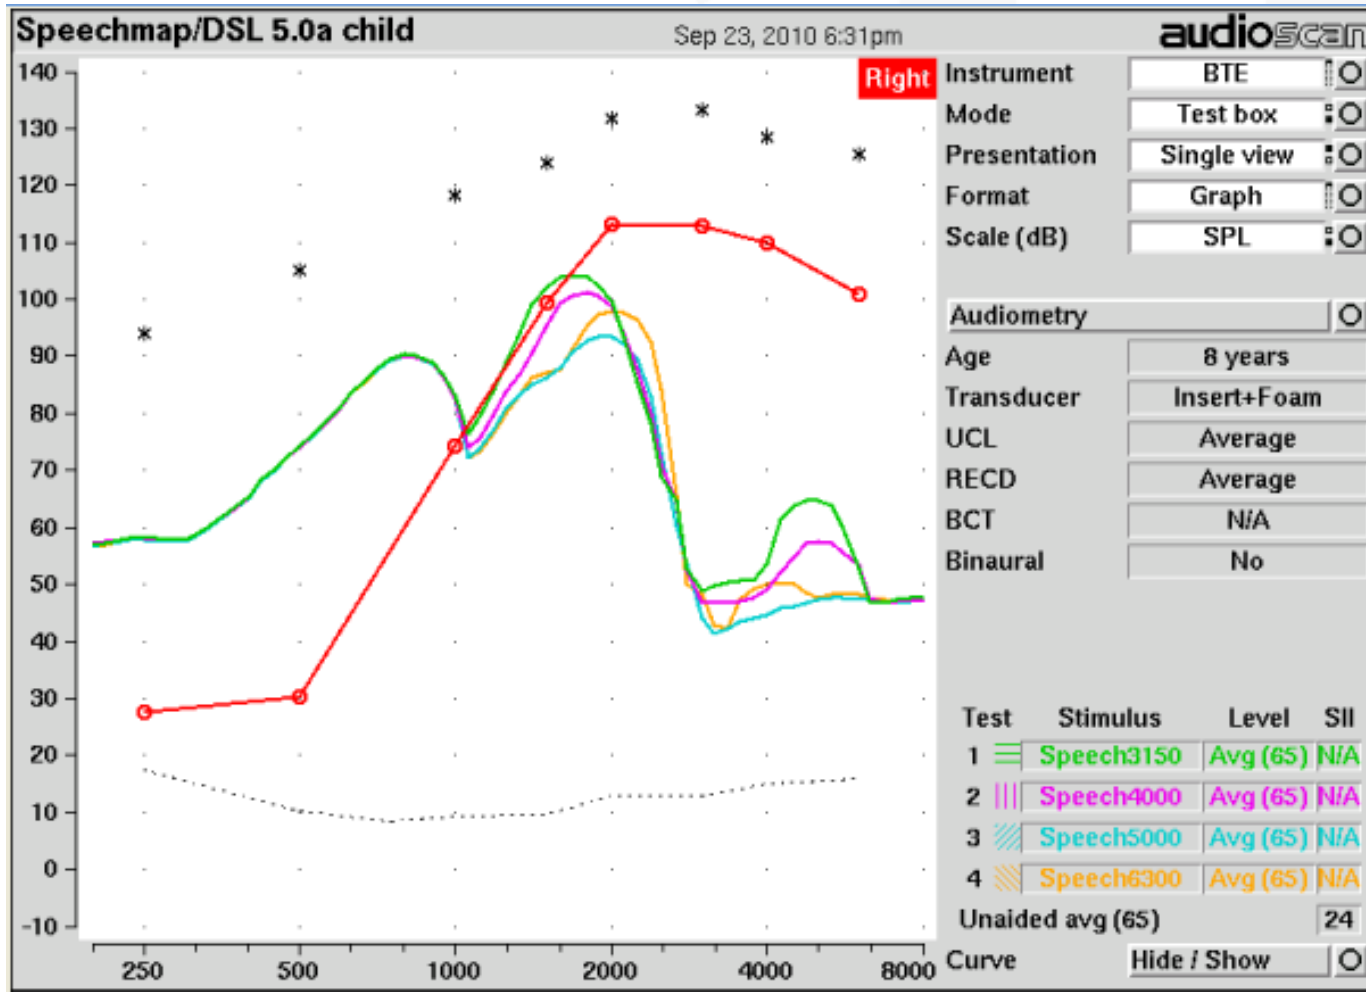 Speechmap/DSL 5.0a child
Sep 23, 2010 6:31pm
audioscan
Right
140
130
120
110
100
90
80
70
60
50
40
30
20
10
0
-10
250 500 1000 2000 4000 8000
Instrument BTE
Mode Test box
Presentation Single view
Format Graph
Scale (dB) SPL
Audiometry
Age 8 years
Transducer Insert+Foam
UCL Average
RECD Average
BCT N/A
Binaural No
Test Stimulus Level SII
1 Speech3150 Avg (65) N/A
2 Speech4000 Avg (65) N/A
3 Speech5000 Avg (65) N/A
4 Speech6300 Avg (65) N/A
Unaided avg (65) 24
Curve Hide / Show